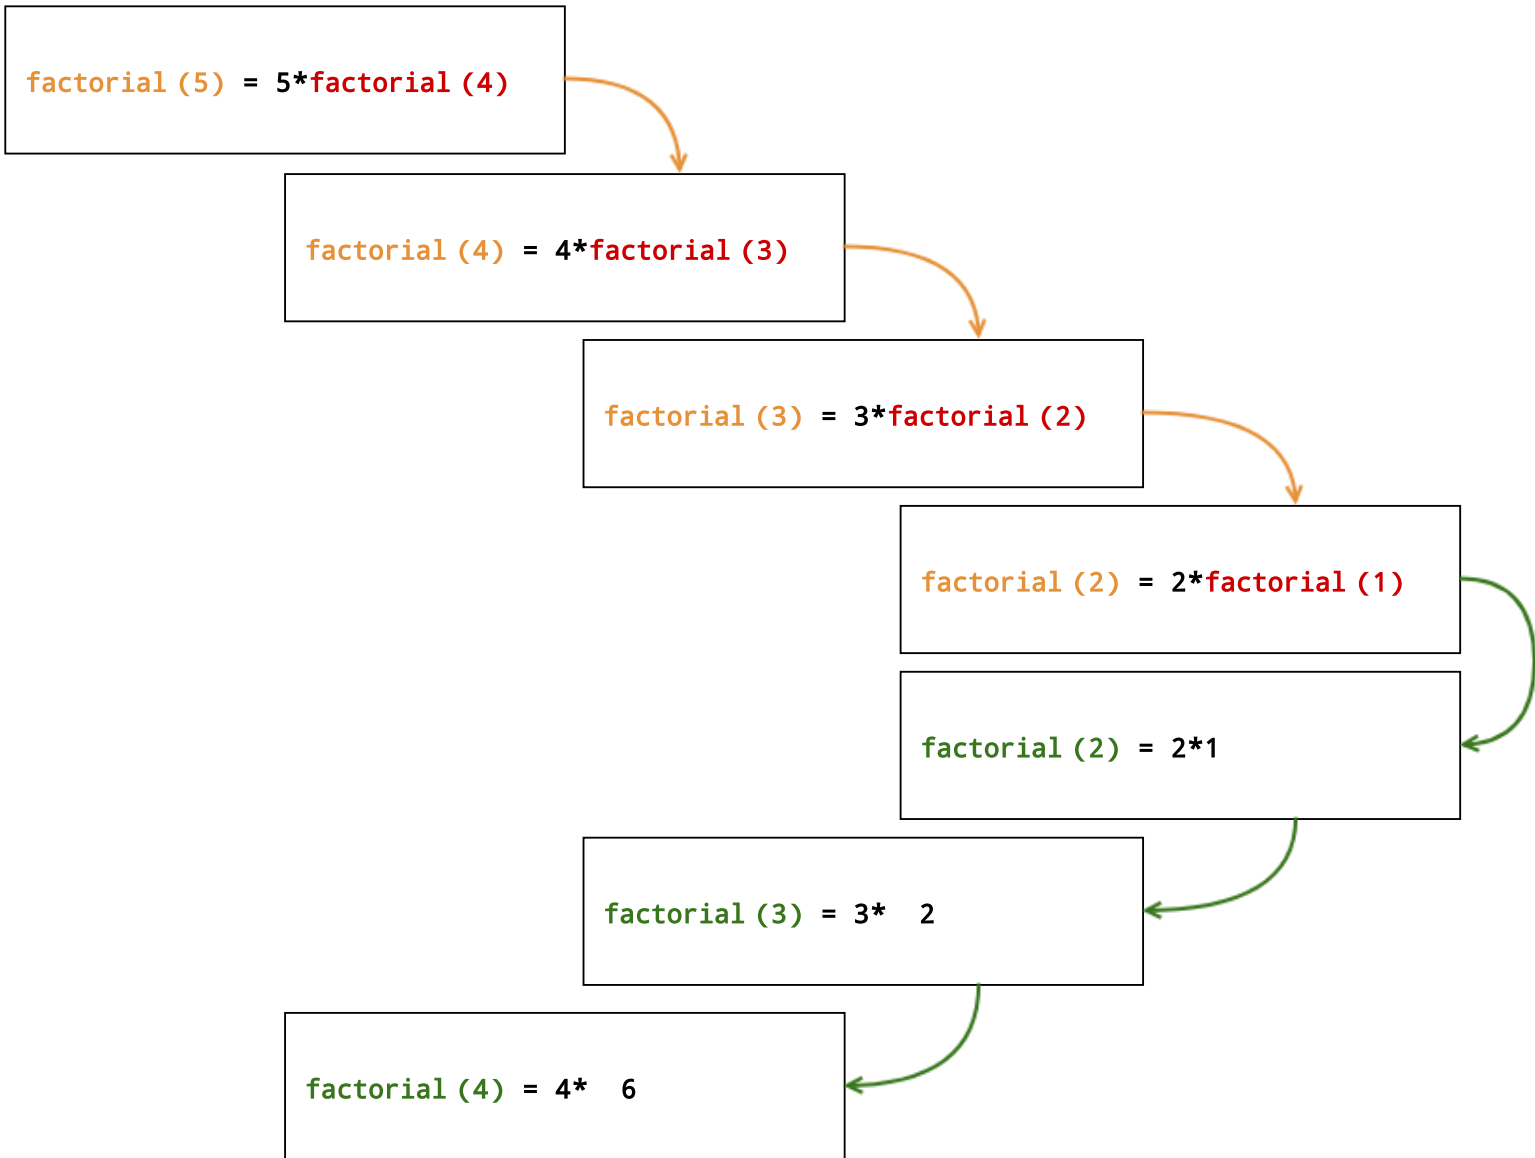 factorial (5) = 5*factorial (4)
factorial (4) = 4*factorial (3)
factorial (3) = 3*factorial (2)
factorial (2) = 2*factorial (1)
factorial (2) = 2*1
factorial (3) = 3*  2
factorial (4) = 4*  6